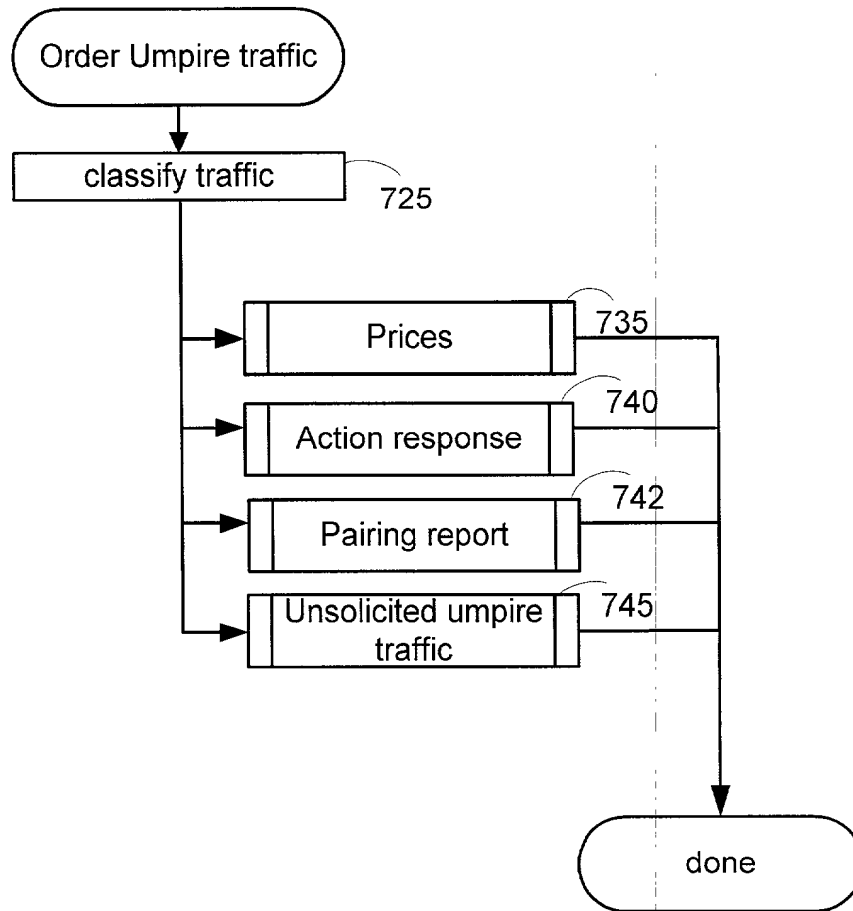 Order Umpire traffic
classify traffic
725
Prices
735
Action response
740
Pairing report
742
Unsolicited umpire
traffic
745
done